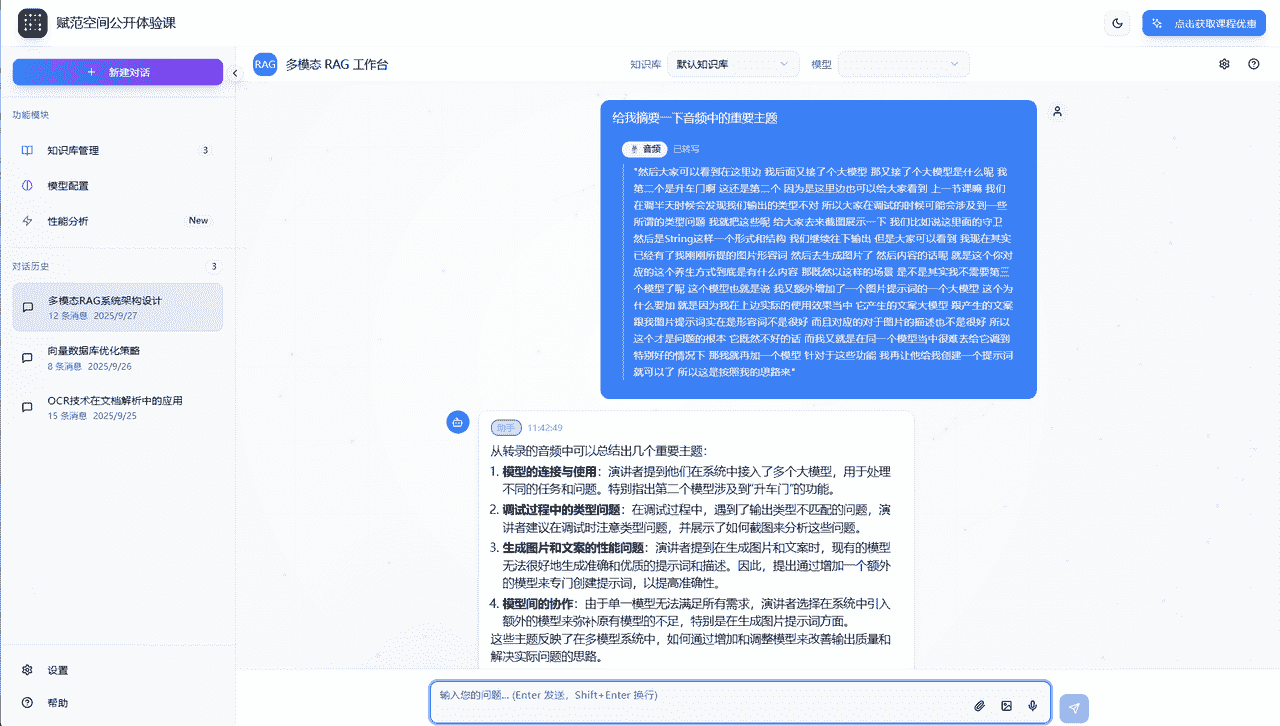 赋范空间公开体验课
点击获取课程优惠
+ 新建对话
RAG 多模态 RAG 工作台
知识库 默认知识库
模型
功能模块
知识库管理 3
模型配置
性能分析 New
对话历史 3
多模态RAG系统架构设计
12 条消息 2025/9/27
向量数据库优化策略
8 条消息 2025/9/26
OCR技术在文档解析中的应用
15 条消息 2025/9/25
设置
帮助
给我摘要一下音频中的重要主题
音频 已转写
"然后大家可以看到在这里边 我后面又接了个大模型 那又接了个大模型是什么呢 我
第二个是升车门啊 这还是第二个 因为是这里边也可以给大家看到 上一节课嘛 我们
在调半天时候会发现我们输出的类型不对 所以大家在调试的时候可能会涉及到一些
所谓的类型问题 我就把这些呢 给大家去来截图展示一下 我们比如说这里面的守卫
然后是String这样一个形式和结构 我们继续往下输出 但是大家可以看到 我现在其实
已经有了我刚刚所提的图片形容词 然后去生成图片了 然后内容的话呢 就是这个你对
应的这个养生方式到底是有什么内容 那既然以这样的场景 是不是其实我不需要第三
个模型了呢 这个模型也就是说 我又额外增加了一个图片提示词的一个大模型 这个为
什么要加 就是因为我在上边实际的使用效果当中 它产生的文案大模型 跟产生的文案
跟我图片提示词实在是形容词不是很好 而且对应的对于图片的描述也不是很好 所以
这个才是问题的根本 它既然不好的话 而我又就是在同一个模型当中很难去给它调到
特别好的情况下 那我就再加一个模型 针对于这些功能 我再让他给我创建一个提示词
就可以了 所以这是按照我的思路来"
助手 11:42:49
从转录的音频中可以总结出几个重要主题：
1. 模型的连接与使用：演讲者提到他们在系统中接入了多个大模型，用于处理
不同的任务和问题。特别指出第二个模型涉及到“升车门”的功能。
2. 调试过程中的类型问题：在调试过程中，遇到了输出类型不匹配的问题，演
讲者建议在调试时注意类型问题，并展示了如何截图来分析这些问题。
3. 生成图片和文案的性能问题：演讲者提到在生成图片和文案时，现有的模型
无法很好地生成准确和优质的提示词和描述。因此，提出通过增加一个额外
的模型来专门创建提示词，以提高准确性。
4. 模型间的协作：由于单一模型无法满足所有需求，演讲者选择在系统中引入
额外的模型来弥补原有模型的不足，特别是在生成图片提示词方面。
这些主题反映了在多模型系统中，如何通过增加和调整模型来改善输出质量和
解决实际问题的思路。
输入您的问题... (Enter 发送，Shift+Enter 换行)